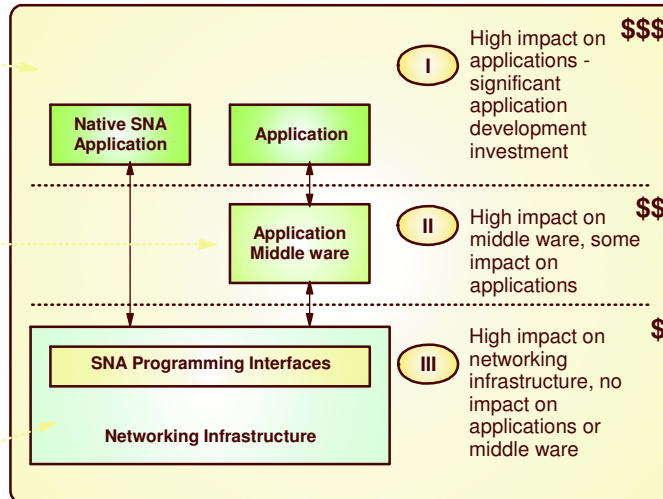 High impact on $$$
applications -
significant
application
development
investment
I
Native SNA
Application
Application
High impact on $$
middle ware, some
impact on
applications
II
Application
Middle ware
High impact on $
networking
infrastructure, no
impact on
applications or
middle ware
III
SNA Programming Interfaces
Networking Infrastructure